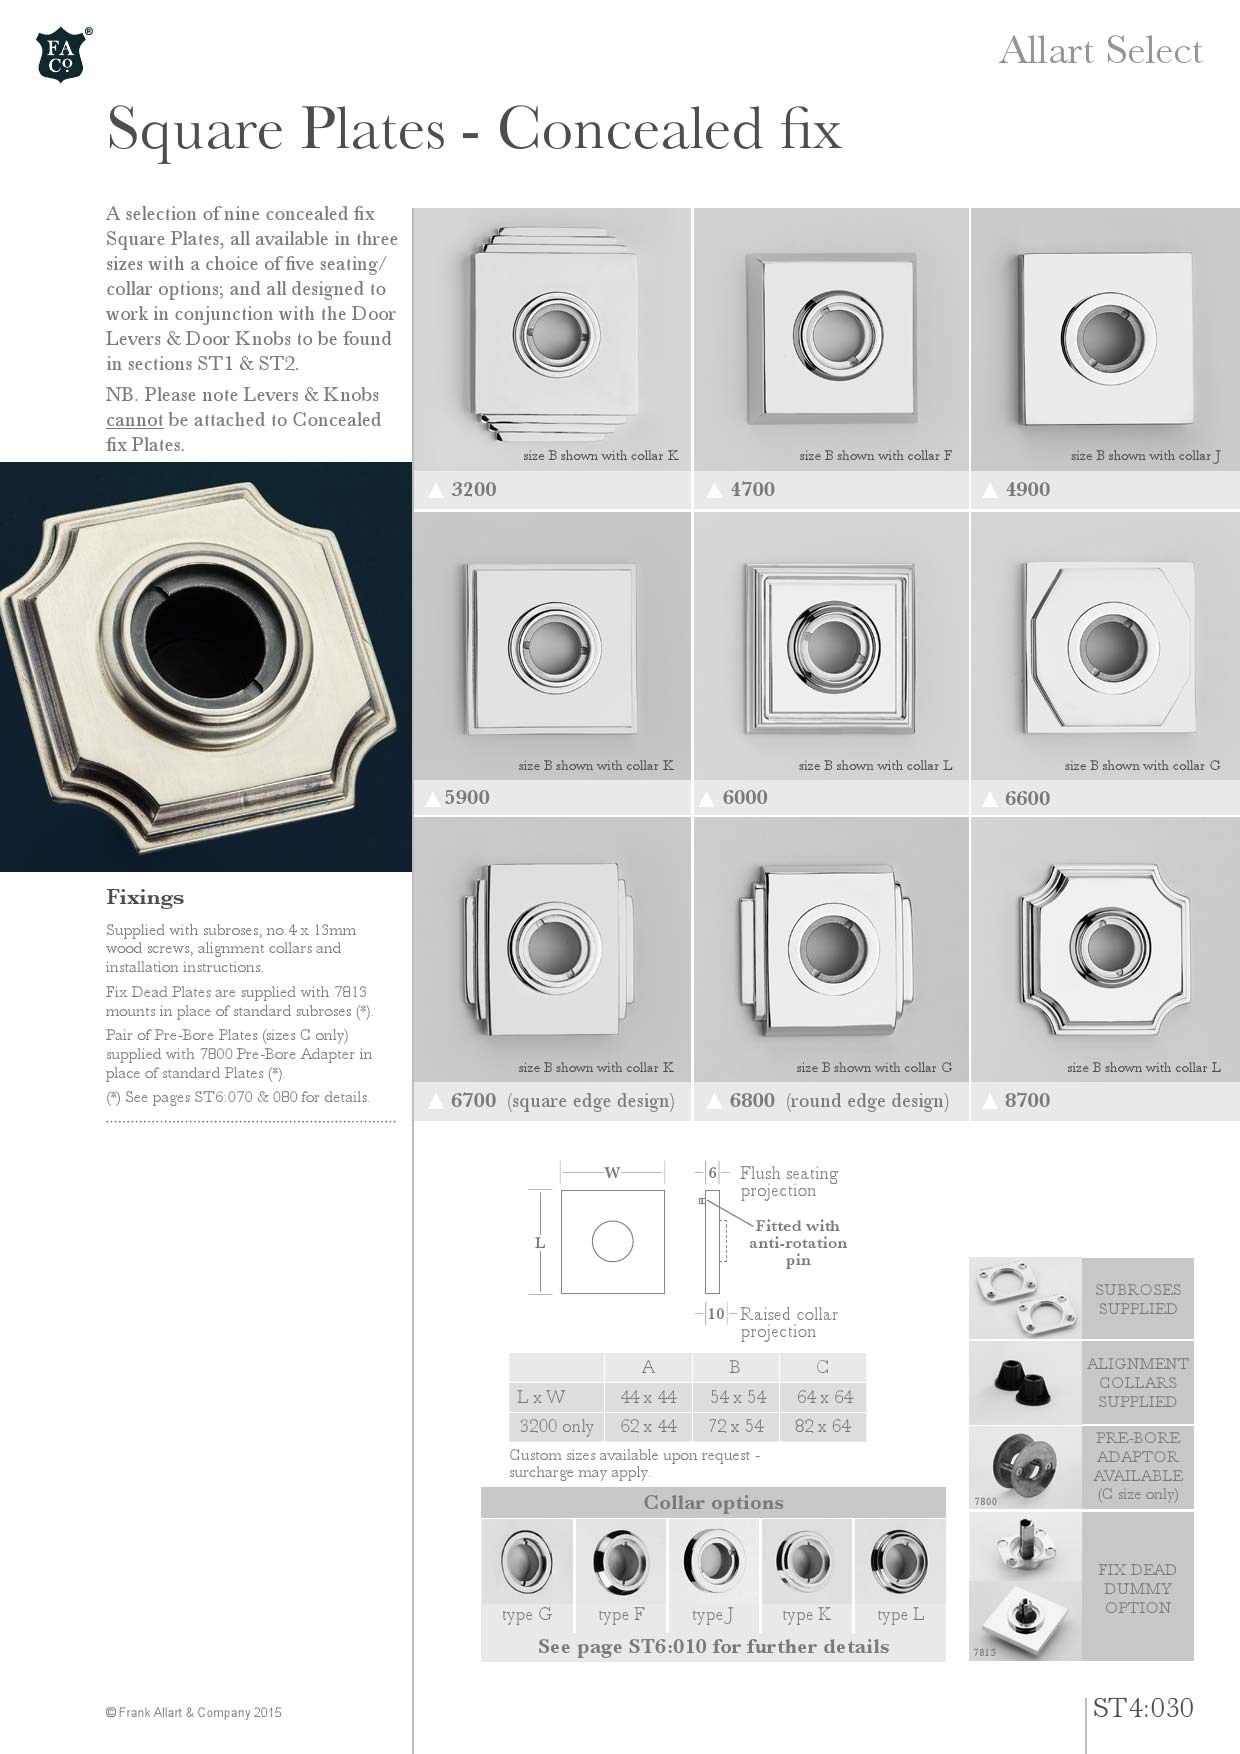 FA
Co.
®
Allart Select
Square Plates - Concealed fix
A selection of nine concealed fix
Square Plates, all available in three
sizes with a choice of five seating/
collar options; and all designed to
work in conjunction with the Door
Levers & Door Knobs to be found
in sections ST1 & ST2.
NB. Please note Levers & Knobs
cannot be attached to Concealed
fix Plates.
size B shown with collar K
3200
size B shown with collar F
4700
size B shown with collar J
4900
size B shown with collar K
5900
size B shown with collar L
6000
size B shown with collar G
6600
size B shown with collar K
6700 (square edge design)
size B shown with collar G
6800 (round edge design)
size B shown with collar L
8700
Fixings
Supplied with subroses, no.4 x 13mm
wood screws, alignment collars and
installation instructions.
Fix Dead Plates are supplied with 7813
mounts in place of standard subroses (*).
Pair of Pre-Bore Plates (sizes C only)
supplied with 7800 Pre-Bore Adapter in
place of standard Plates (*).
(*) See pages ST6:070 & 080 for details.
W
L
6
Flush seating
projection
Fitted with
anti-rotation
pin
10
Raised collar
projection
A B C
L x W 44 x 44 54 x 54 64 x 64
3200 only 62 x 44 72 x 54 82 x 64
Custom sizes available upon request -
surcharge may apply.
Collar options
type G type F type J type K type L
See page ST6:010 for further details
SUBROSES
SUPPLIED
ALIGNMENT
COLLARS
SUPPLIED
PRE-BORE
ADAPTOR
AVAILABLE
(C size only)
7800
FIX DEAD
DUMMY
OPTION
7813
© Frank Allart & Company 2015
ST4:030